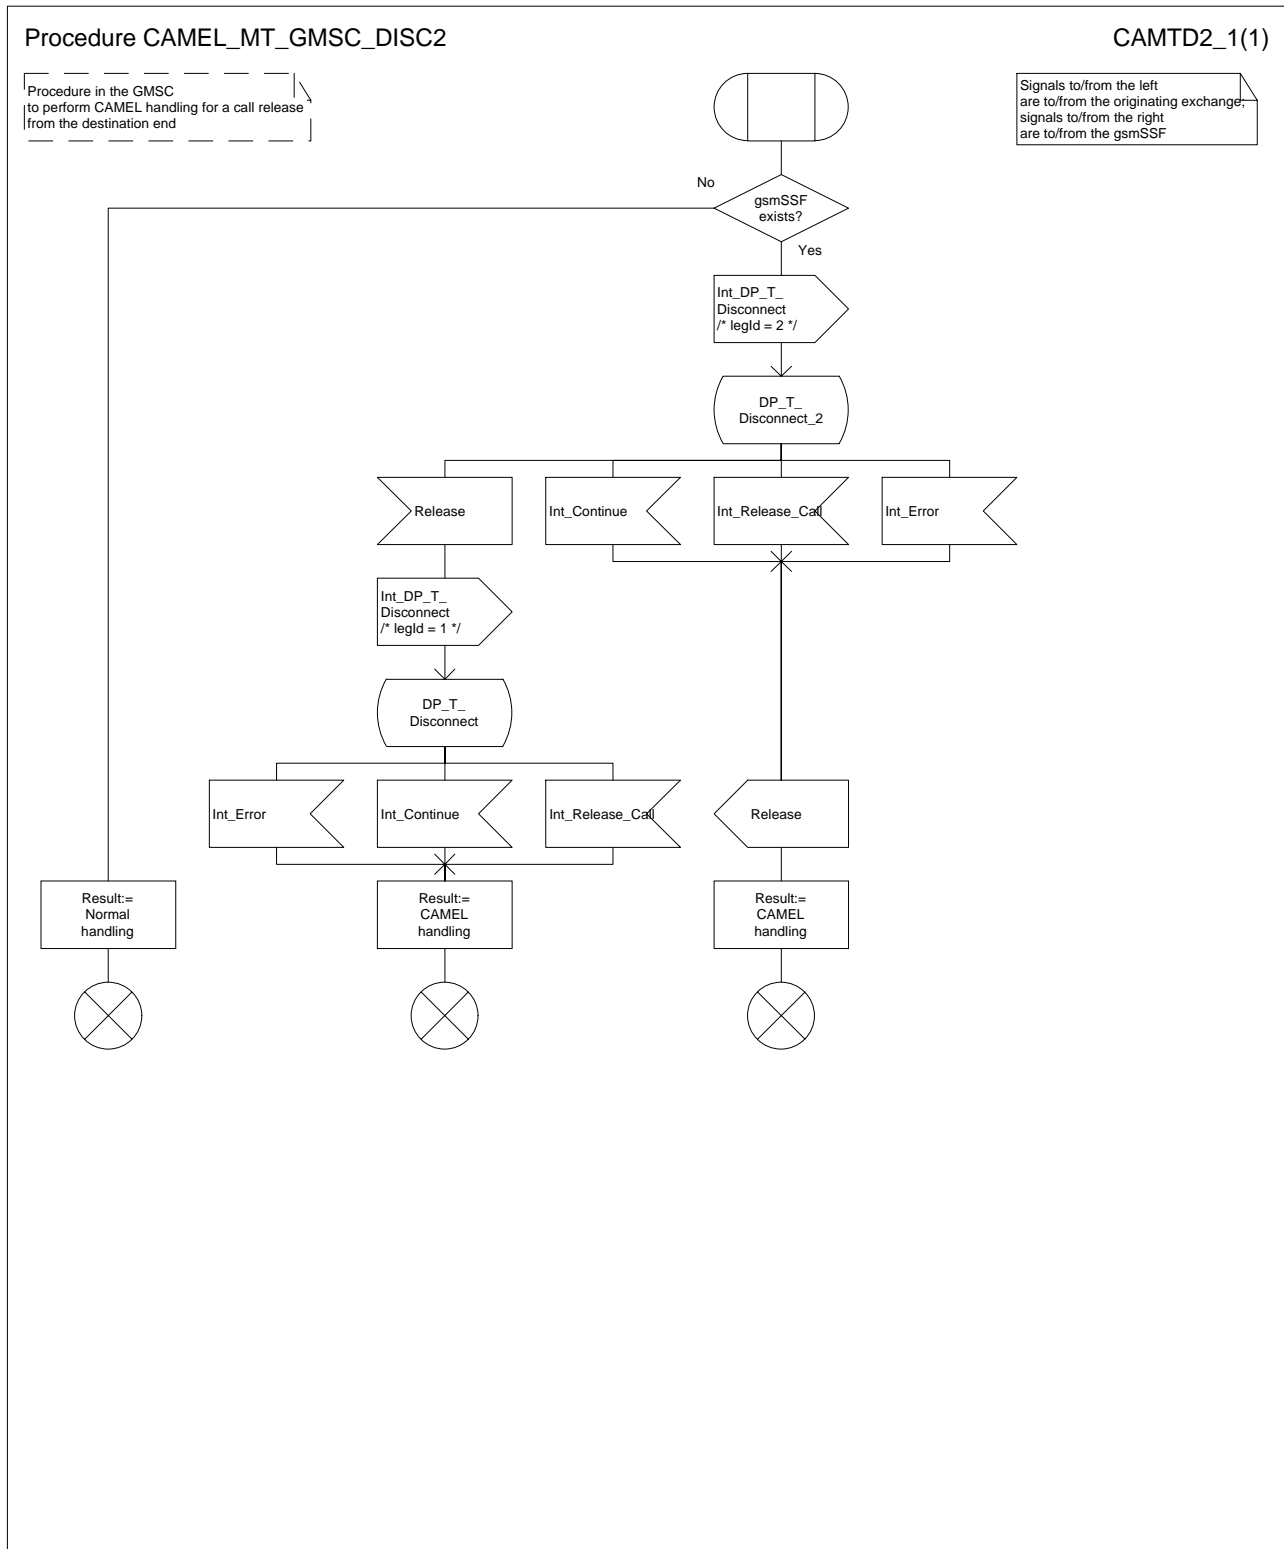 Procedure CAMEL_MT_GMSC_DISC2
CAMTD2_1(1)
Procedure in the GMSC
to perform CAMEL handling for a call release
from the destination end
Signals to/from the left
are to/from the originating exchange;
signals to/from the right
are to/from the gsmSSF
No
gsmSSF
exists?
Yes
Int_DP_T_
Disconnect
/* legId = 2 */
DP_T_
Disconnect_2
Release
Int_Continue
Int_Release_Call
Int_Error
Int_DP_T_
Disconnect
/* legId = 1 */
DP_T_
Disconnect
Int_Error
Int_Continue
Int_Release_Call
Release
Result:=
Normal
handling
Result:=
CAMEL
handling
Result:=
CAMEL
handling